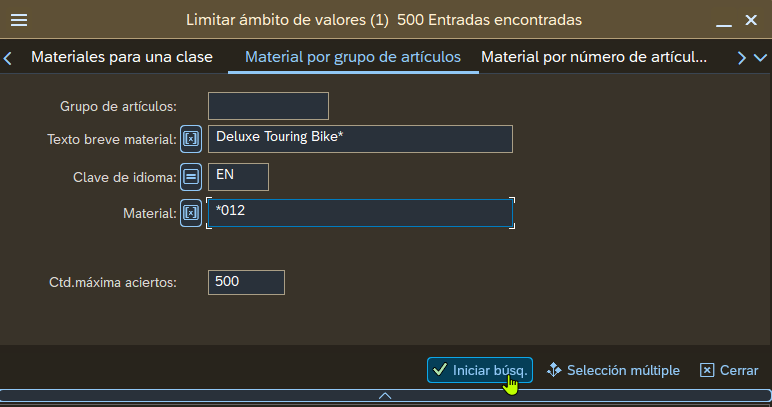 Limitar ámbito de valores (1)  500 Entradas encontradas
Materiales para una clase
Material por grupo de artículos
Material por número de artícul...
Grupo de artículos:
Texto breve material: Deluxe Touring Bike*
Clave de idioma: EN
Material: *012
Ctd.máxima aciertos: 500
Iniciar búsq.
Selección múltiple
Cerrar